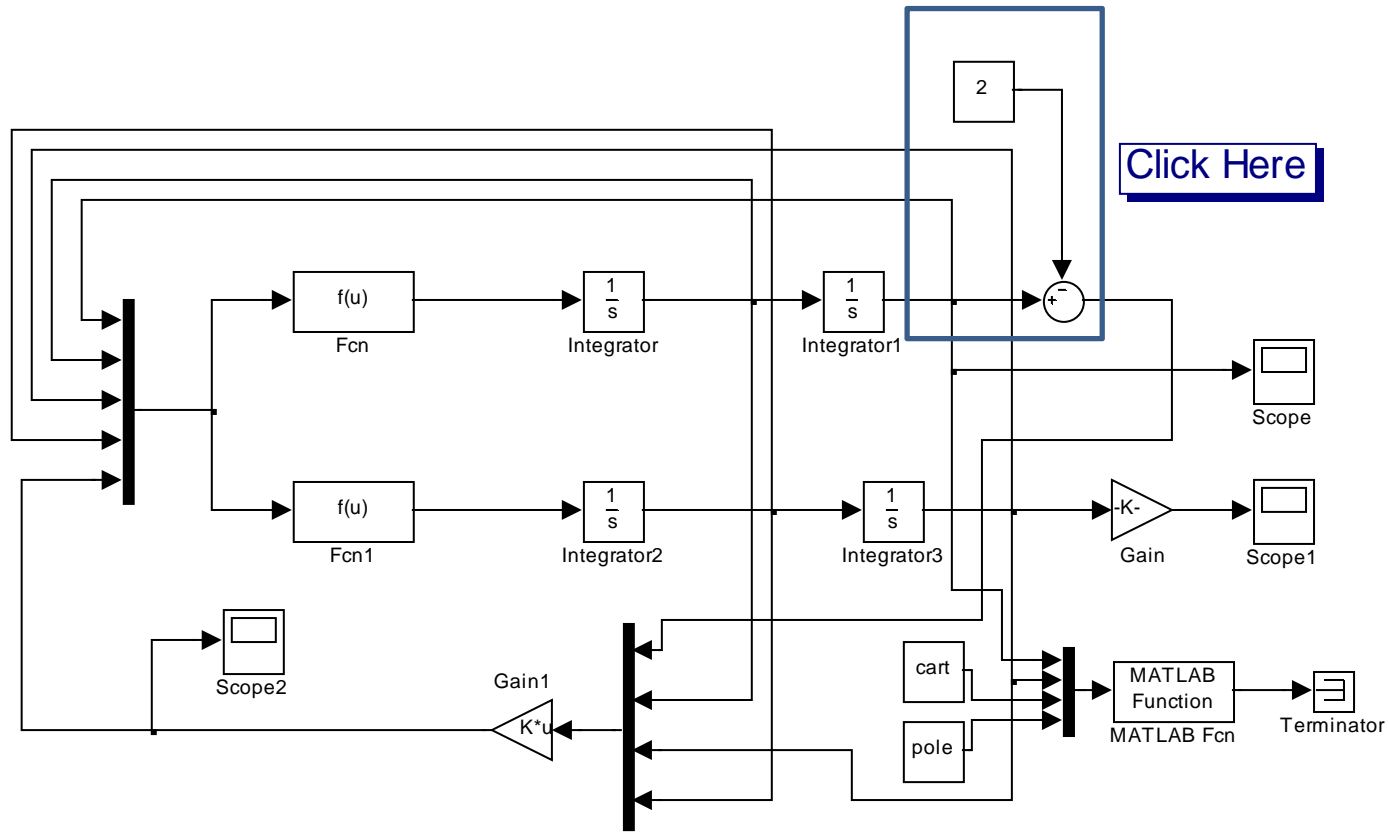 2
Click Here
f(u)
Fcn
1
s
Integrator
1
s
Integrator1
+
−
Scope
f(u)
Fcn1
1
s
Integrator2
1
s
Integrator3
-K-
Gain
Scope1
Scope2
Gain1
K*u
cart
pole
MATLAB
Function
MATLAB Fcn
Terminator